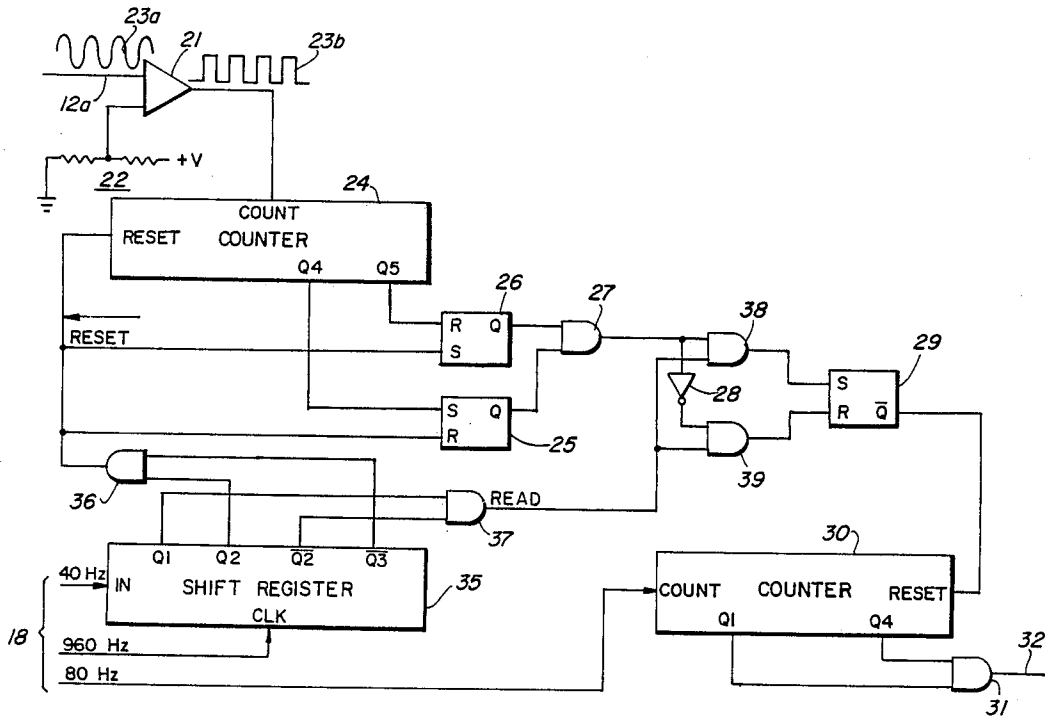 23a
21
23b
12a
+V
22
24
COUNT
RESET COUNTER
Q4 Q5
26
27
R Q
S
RESET
38
29
S
R Q̅
28
S Q
R
25
39
36
READ
37
Q1 Q2 Q̅2̅ Q̅3̅
40 Hz
IN SHIFT REGISTER
35
CLK
18
960 Hz
80 Hz
30
COUNT COUNTER RESET
Q1 Q4
32
31